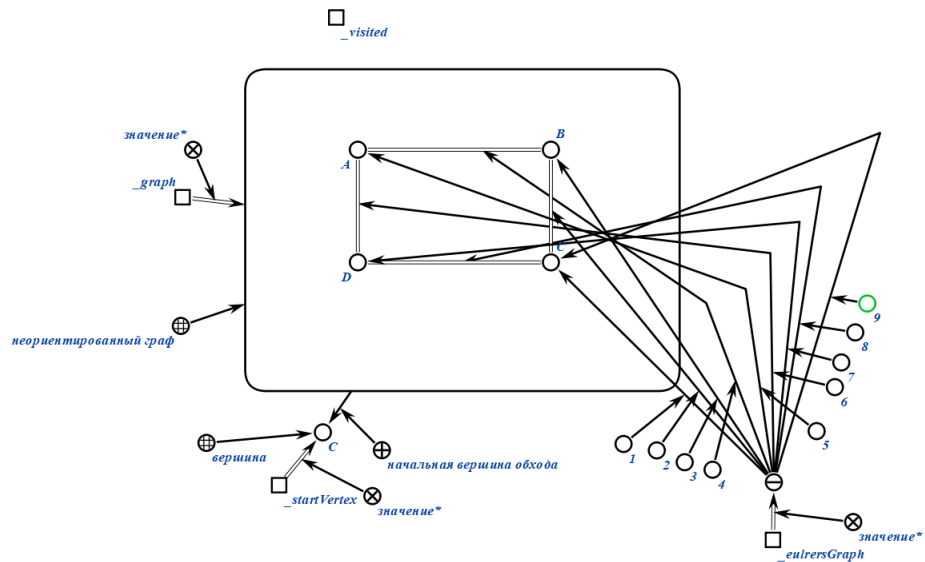 _visited
значение*
B
A
_graph
C
D
неориентированный граф
9
8
7
6
5
C
вершина
начальная вершина обхода
1
2
3
4
_startVertex
значение*
значение*
_eulrersGraph